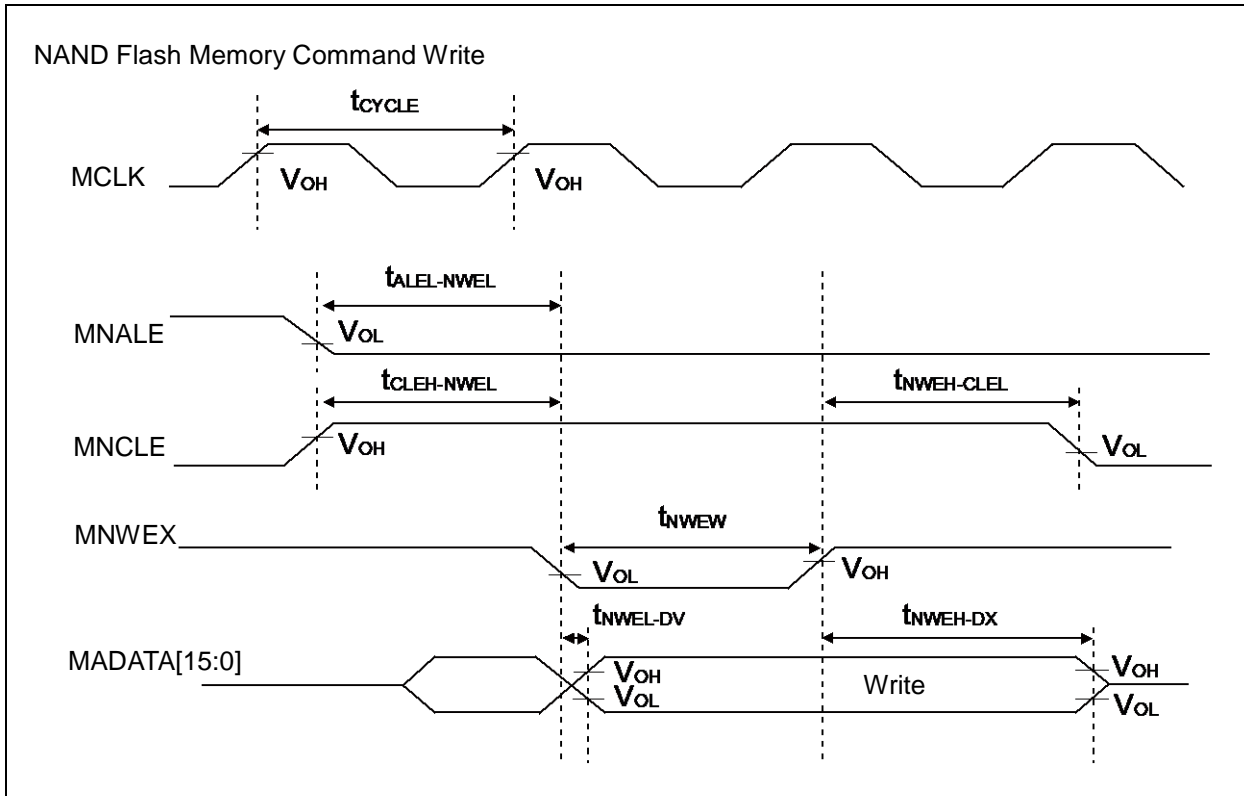 NAND Flash Memory Command Write
tCYCLE
MCLK
VOH
VOH
tALEL-NWEL
MNALE
VOL
tCLEH-NWEL
tNWEH-CLEL
MNCLE
VOH
VOL
MNWEX
tNWEW
VOL
VOH
tNWEL-DV
tNWEH-DX
MADATA[15:0]
VOH
VOL
Write
VOH
VOL